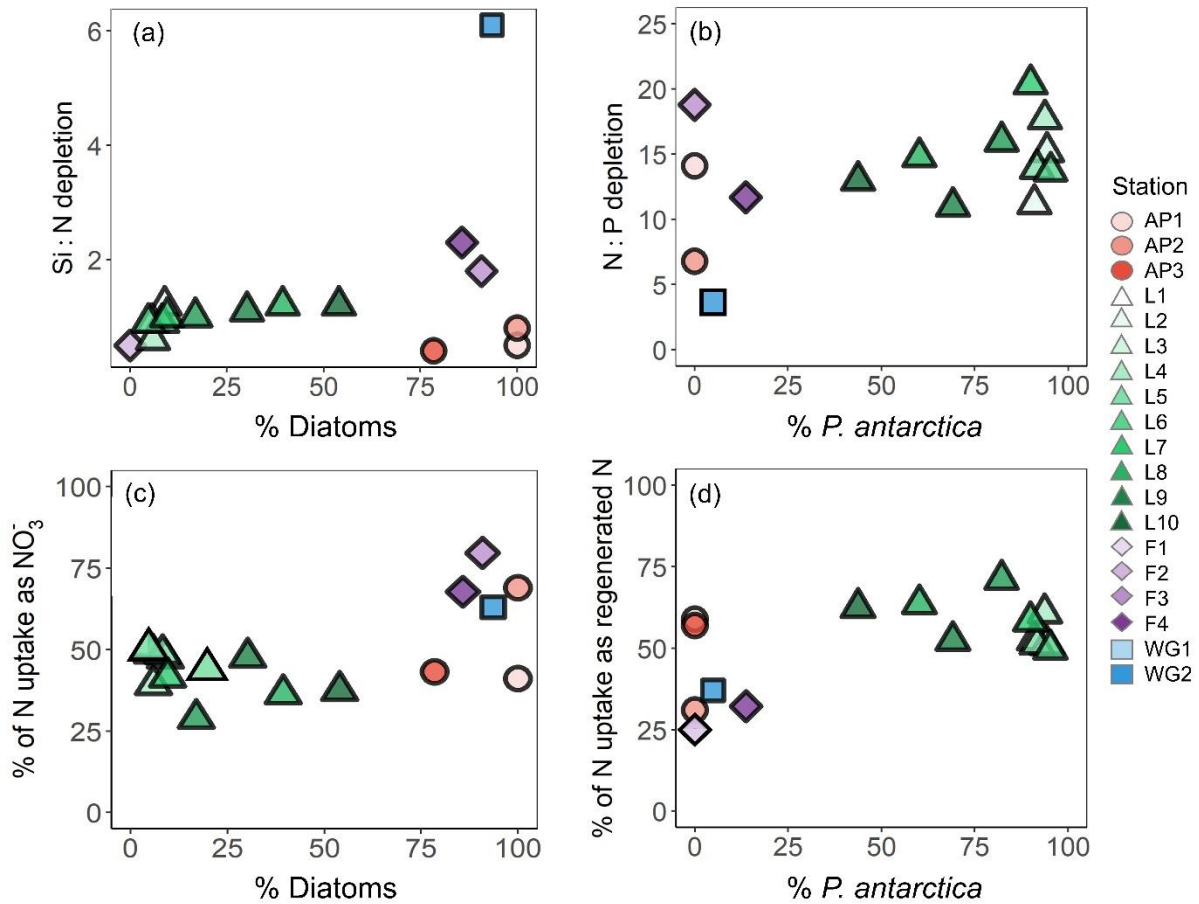 (a)
6
4
2
Si : N depletion
0
25
50
75
100
% Diatoms
(b)
25
20
15
10
5
0
N : P depletion
0
25
50
75
100
% P. antarctica
(c)
100
75
50
25
0
% of N uptake as NO₃⁻
0
25
50
75
100
% Diatoms
(d)
100
75
50
25
0
% of N uptake as regenerated N
0
25
50
75
100
% P. antarctica
Station
AP1
AP2
AP3
L1
L2
L3
L4
L5
L6
L7
L8
L9
L10
F1
F2
F3
F4
WG1
WG2